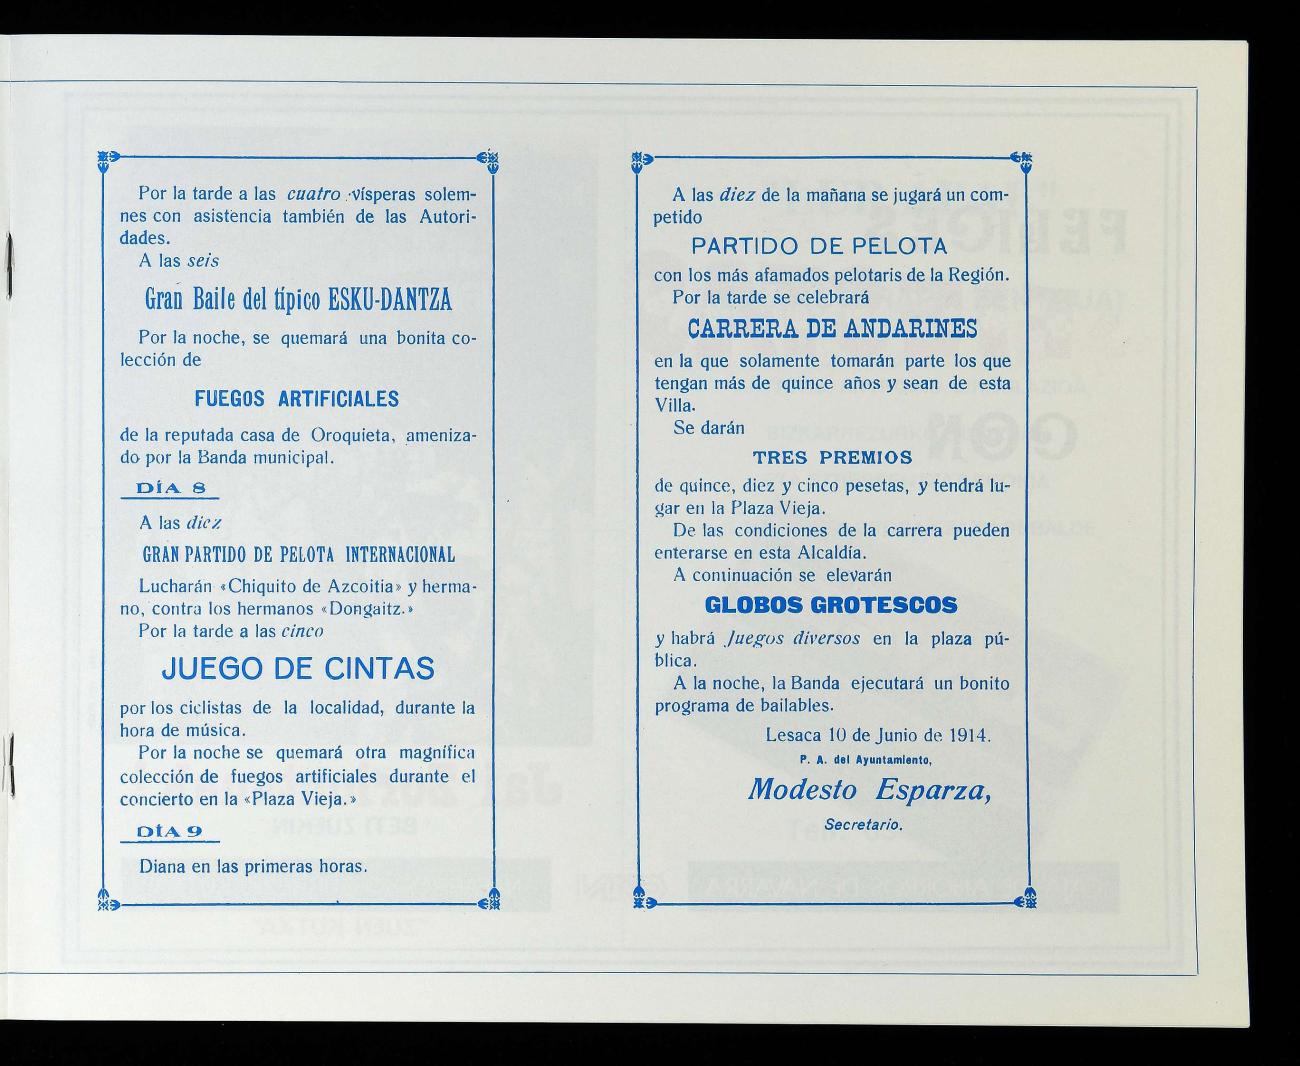 Por la tarde a las cuatro vísperas solem-
nes con asistencia también de las Autori-
dades.
A las seis
Gran Baile del típico ESKU-DANTZA
Por la noche, se quemará una bonita co-
lección de
FUEGOS ARTIFICIALES
de la reputada casa de Oroquieta, ameniza-
do por la Banda municipal.
DÍA 8
A las diez
GRAN PARTIDO DE PELOTA INTERNACIONAL
Lucharán «Chiquito de Azcoitia» y herma-
no, contra los hermanos «Dongaitz.»
Por la tarde a las cinco
JUEGO DE CINTAS
por los ciclistas de la localidad, durante la
hora de música.
Por la noche se quemará otra magnífica
colección de fuegos artificiales durante el
concierto en la «Plaza Vieja.»
DÍA 9
Diana en las primeras horas.
A las diez de la mañana se jugará un com-
petido
PARTIDO DE PELOTA
con los más afamados pelotaris de la Región.
Por la tarde se celebrará
CARRERA DE ANDARINES
en la que solamente tomarán parte los que
tengan más de quince años y sean de esta
Villa.
Se darán
TRES PREMIOS
de quince, diez y cinco pesetas, y tendrá lu-
gar en la Plaza Vieja.
De las condiciones de la carrera pueden
enterarse en esta Alcaldía.
A continuación se elevarán
GLOBOS GROTESCOS
y habrá Juegos diversos en la plaza pú-
blica.
A la noche, la Banda ejecutará un bonito
programa de bailables.
Lesaca 10 de Junio de 1914.
P. A. del Ayuntamiento,
Modesto Esparza,
Secretario.